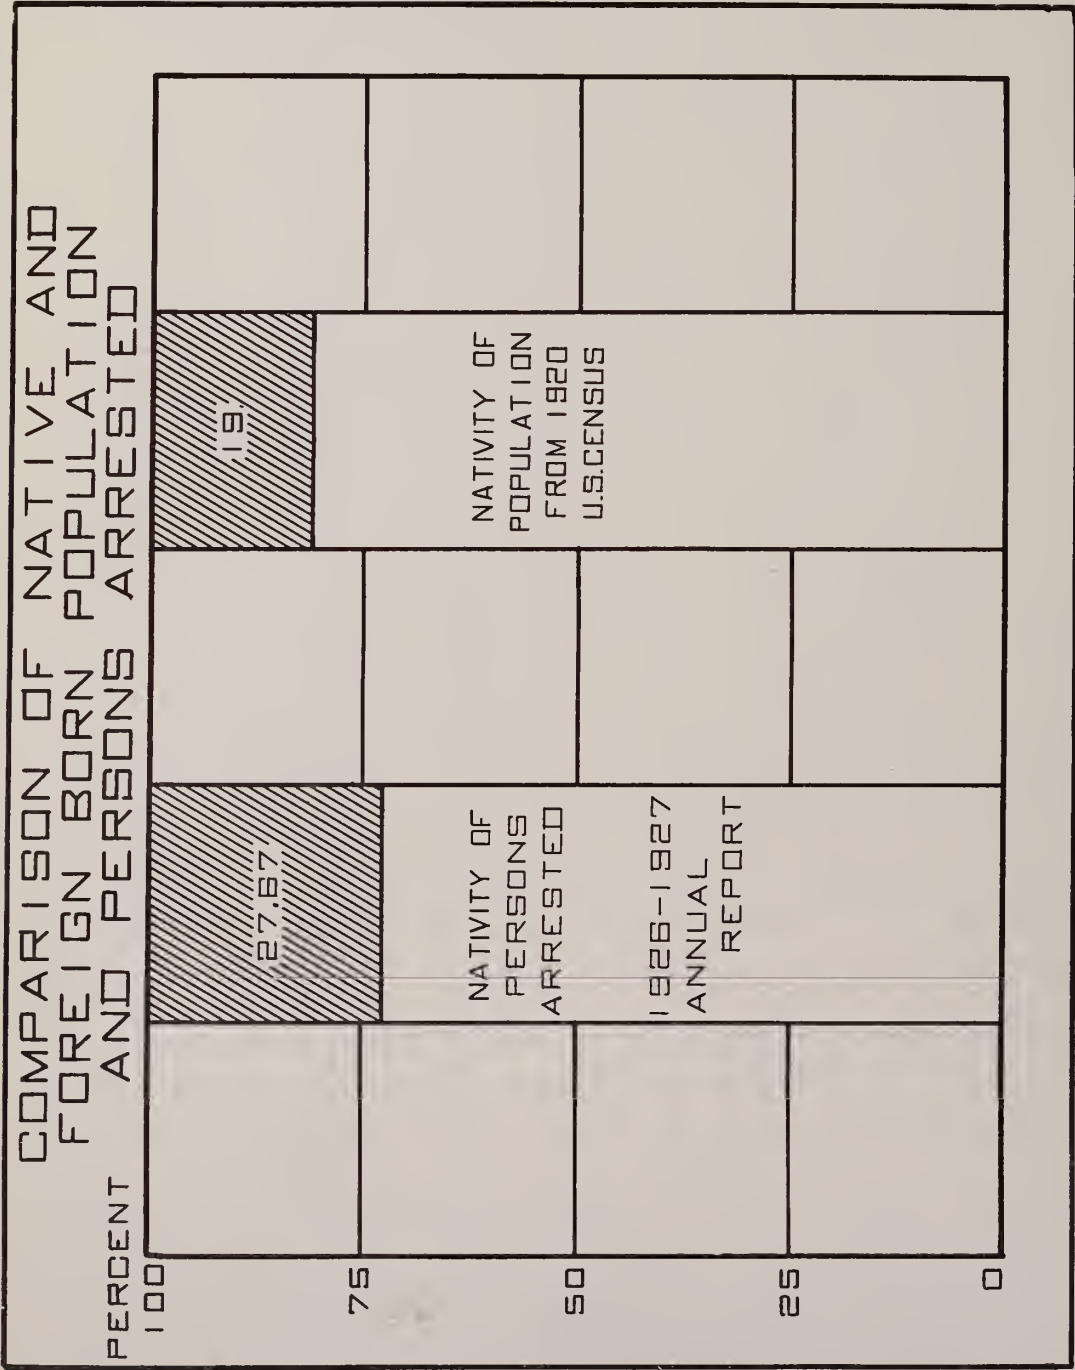 COMPARISON OF NATIVE AND
FOREIGN BORN POPULATION
AND PERSONS ARRESTED
PERCENT
100
75
50
25
0
27.67
NATIVITY OF
PERSONS
ARRESTED
1926-1927
ANNUAL
REPORT
19
NATIVITY OF
POPULATION
FROM 1920
U.S.CENSUS